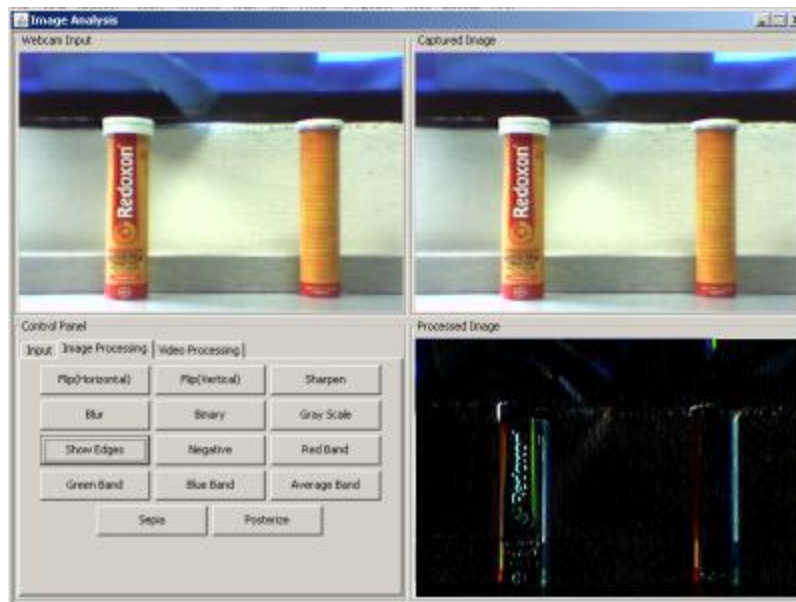 Image Analysis
Webcam Input
Captured Image
Redoxon
Redoxon
Control Panel
Processed Image
Input Image Processing Video Processing
Flip(Horizontal) Flip(Vertical) Sharpen
Blur Binary Gray Scale
Show Edges Negative Red Band
Green Band Blue Band Average Band
Sepia Posterize
Redoxon